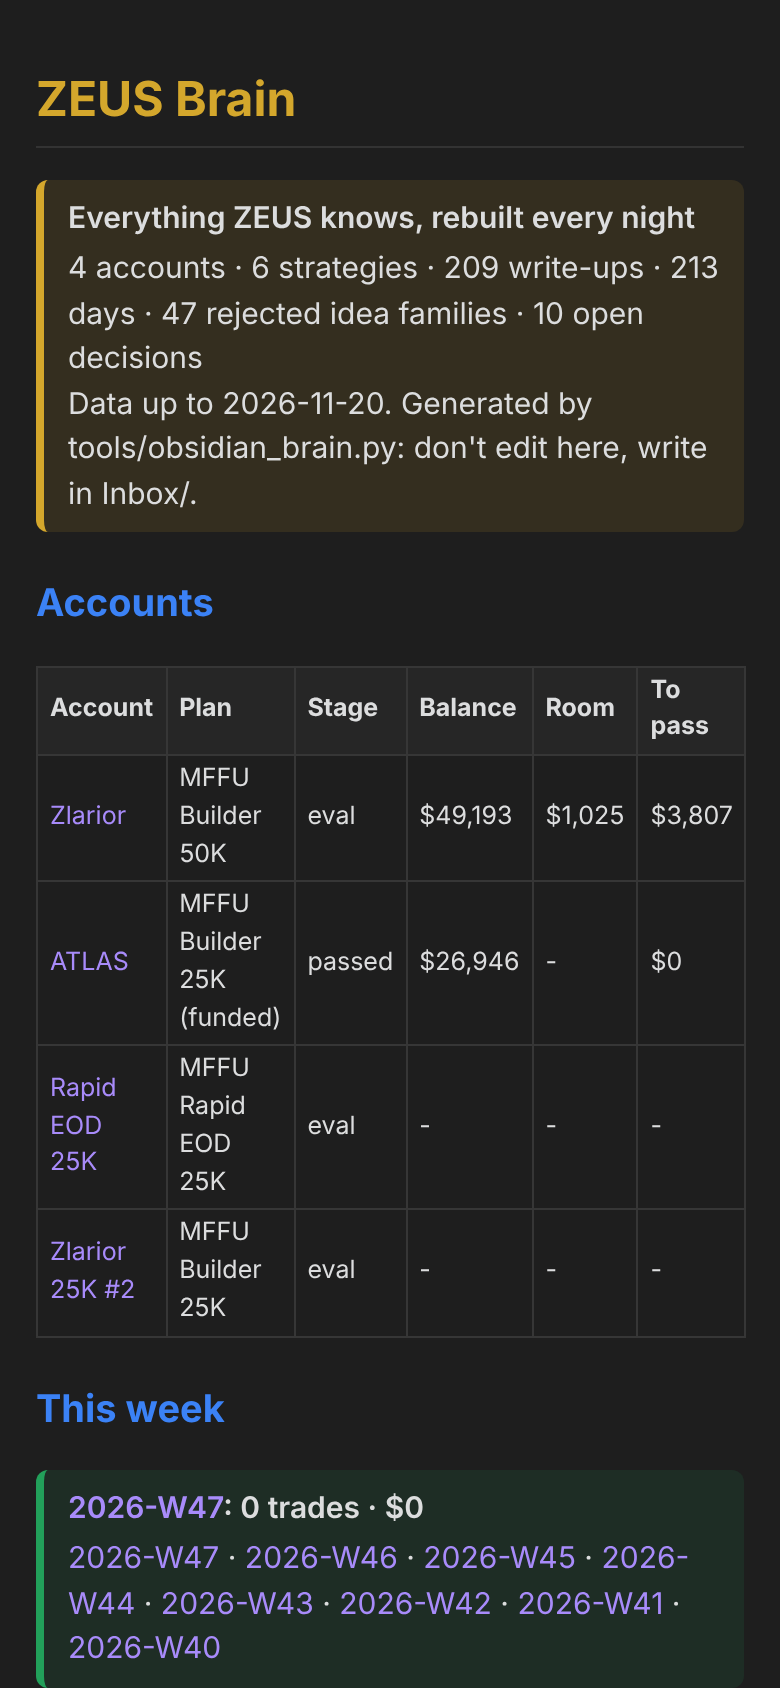 ZEUS Brain
Everything ZEUS knows, rebuilt every night
4 accounts · 6 strategies · 209 write-ups · 213
days · 47 rejected idea families · 10 open
decisions
Data up to 2026-11-20. Generated by
tools/obsidian_brain.py: don't edit here, write
in Inbox/.
Accounts
Account Plan Stage Balance Room To pass
Zlarior MFFU Builder 50K eval $49,193 $1,025 $3,807
ATLAS MFFU Builder 25K (funded) passed $26,946 - $0
Rapid EOD 25K MFFU Rapid EOD 25K eval - - -
Zlarior 25K #2 MFFU Builder 25K eval - - -
This week
2026-W47: 0 trades · $0
2026-W47 · 2026-W46 · 2026-W45 · 2026-
W44 · 2026-W43 · 2026-W42 · 2026-W41 ·
2026-W40